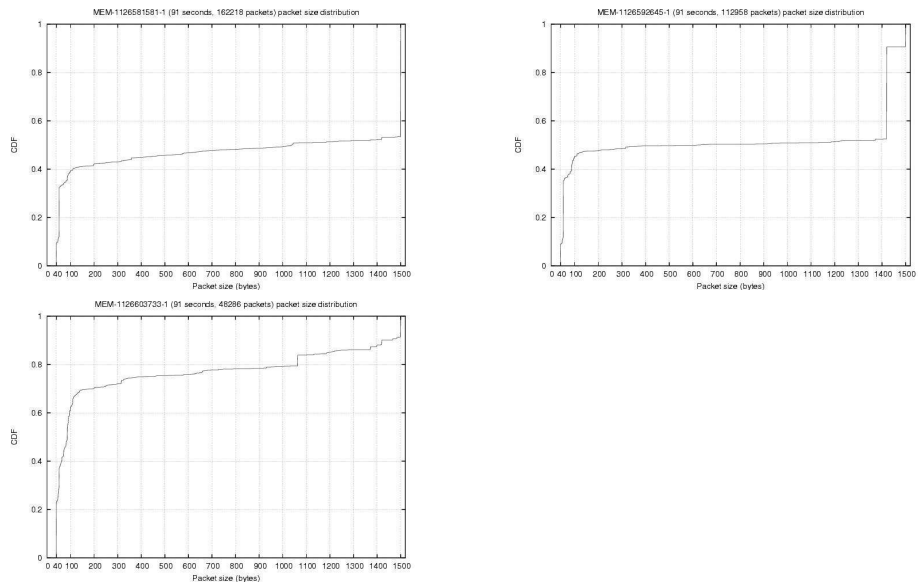 MEM-1126581581-1 (91 seconds, 162218 packets) packet size distribution
1
0.8
0.6
0.4
0.2
0
CDF
0 40 100 200 300 400 500 600 700 800 900 1000 1100 1200 1300 1400 1500
Packet size (bytes)
MEM-1126592645-1 (91 seconds, 112958 packets) packet size distribution
1
0.8
0.6
0.4
0.2
0
CDF
0 40 100 200 300 400 500 600 700 800 900 1000 1100 1200 1300 1400 1500
Packet size (bytes)
MEM-1126603733-1 (91 seconds, 48286 packets) packet size distribution
1
0.8
0.6
0.4
0.2
0
CDF
0 40 100 200 300 400 500 600 700 800 900 1000 1100 1200 1300 1400 1500
Packet size (bytes)